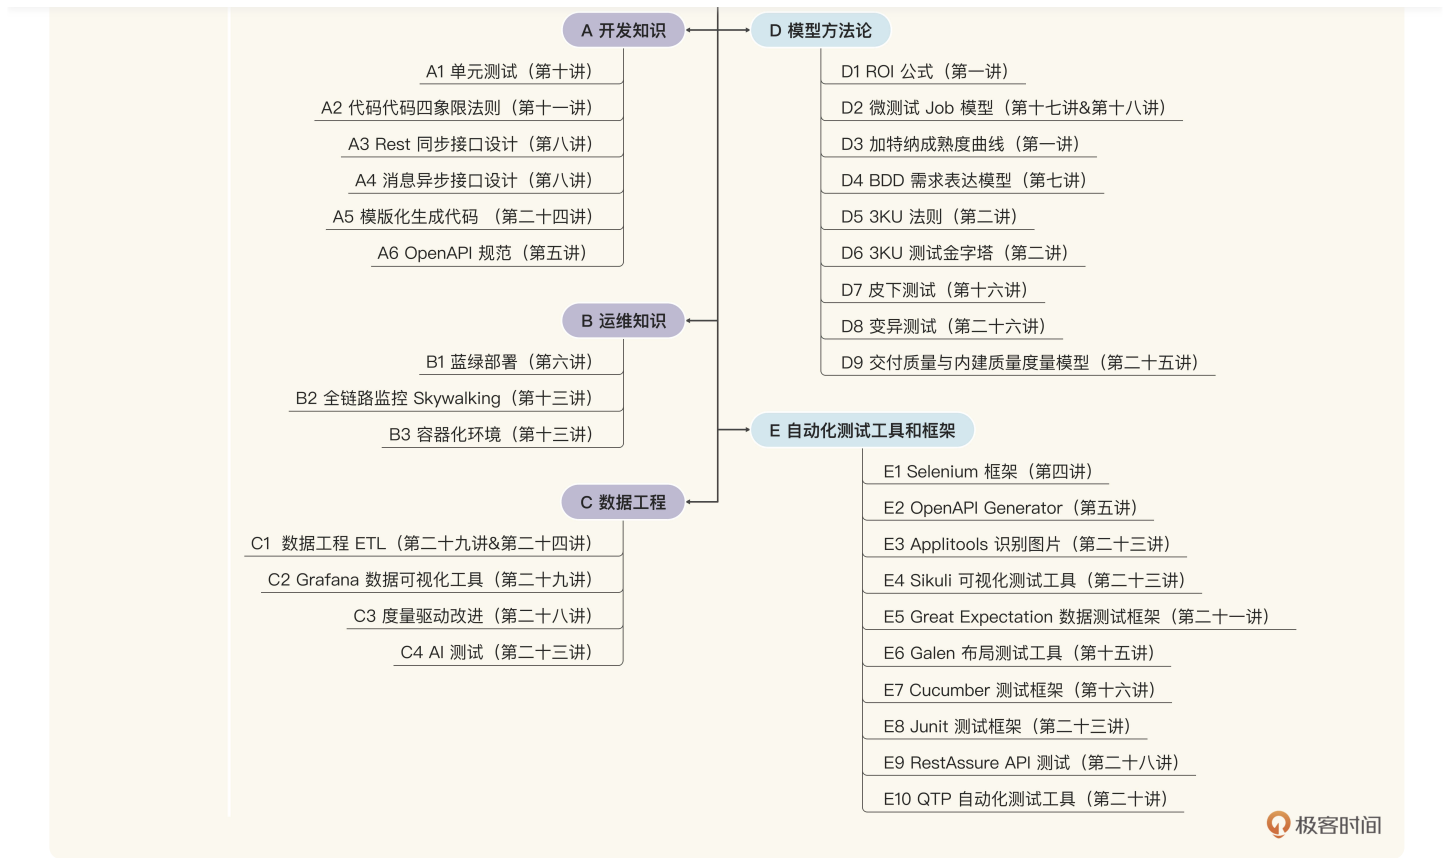 A 开发知识
A1 单元测试（第十讲）
A2 代码代码四象限法则（第十一讲）
A3 Rest 同步接口设计（第八讲）
A4 消息异步接口设计（第八讲）
A5 模版化生成代码 （第二十四讲）
A6 OpenAPI 规范（第五讲）
B 运维知识
B1 蓝绿部署（第六讲）
B2 全链路监控 Skywalking（第十三讲）
B3 容器化环境（第十三讲）
C 数据工程
C1 数据工程 ETL（第二十九讲&第二十四讲）
C2 Grafana 数据可视化工具（第二十九讲）
C3 度量驱动改进（第二十八讲）
C4 AI 测试（第二十三讲）
D 模型方法论
D1 ROI 公式（第一讲）
D2 微测试 Job 模型（第十七讲&第十八讲）
D3 加特纳成熟度曲线（第一讲）
D4 BDD 需求表达模型（第七讲）
D5 3KU 法则（第二讲）
D6 3KU 测试金字塔（第二讲）
D7 皮下测试（第十六讲）
D8 变异测试（第二十六讲）
D9 交付质量与内建质量度量模型（第二十五讲）
E 自动化测试工具和框架
E1 Selenium 框架（第四讲）
E2 OpenAPI Generator（第五讲）
E3 Applitools 识别图片（第二十三讲）
E4 Sikuli 可视化测试工具（第二十三讲）
E5 Great Expectation 数据测试框架（第二十一讲）
E6 Galen 布局测试工具（第十五讲）
E7 Cucumber 测试框架（第十六讲）
E8 Junit 测试框架（第二十三讲）
E9 RestAssure API 测试（第二十八讲）
E10 QTP 自动化测试工具（第二十讲）
极客时间